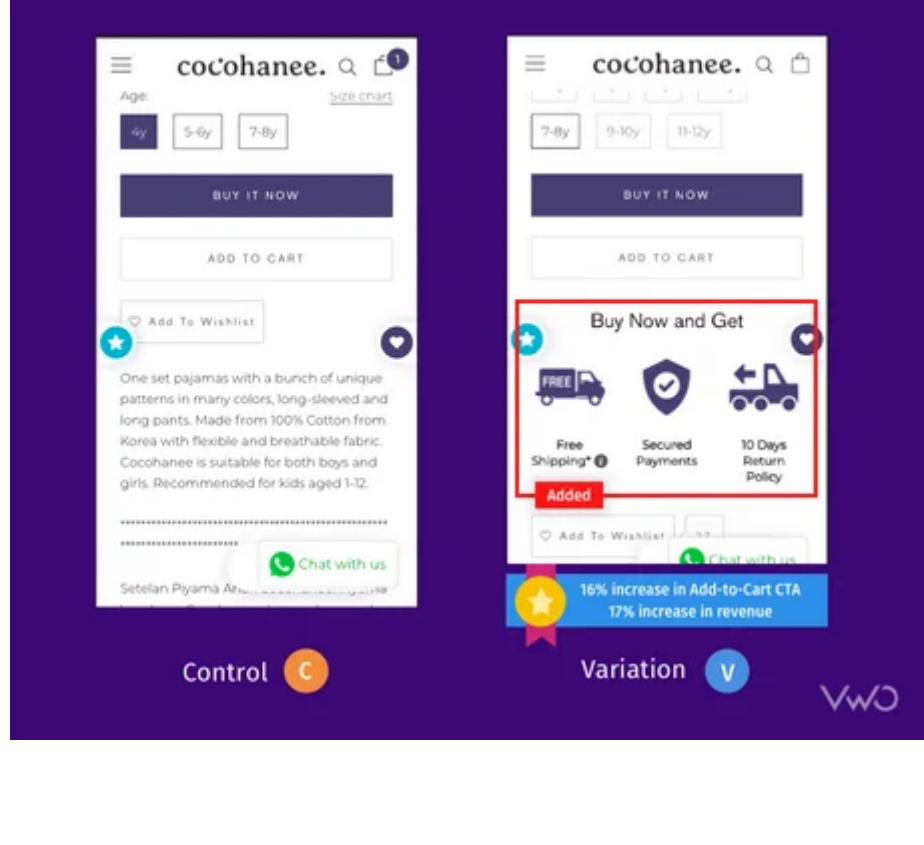 cocohanee.
1
Age:
Size chart
4y
5-6y
7-8y
BUY IT NOW
ADD TO CART
Add To Wishlist
One set pajamas with a bunch of unique
patterns in many colors, long-sleeved and
long pants. Made from 100% Cotton from
Korea with flexible and breathable fabric.
Cocohanee is suitable for both boys and
girls. Recommended for kids aged 1-12.
Chat with us
Setelan Piyama
Control C
cocohanee.
7-8y
9-10y
11-12y
BUY IT NOW
ADD TO CART
Buy Now and Get
FREE
Free
Shipping*
Secured
Payments
10 Days
Return
Policy
Added
Add To Wishlist
Chat with us
16% increase in Add-to-Cart CTA
17% increase in revenue
Variation V
VWO